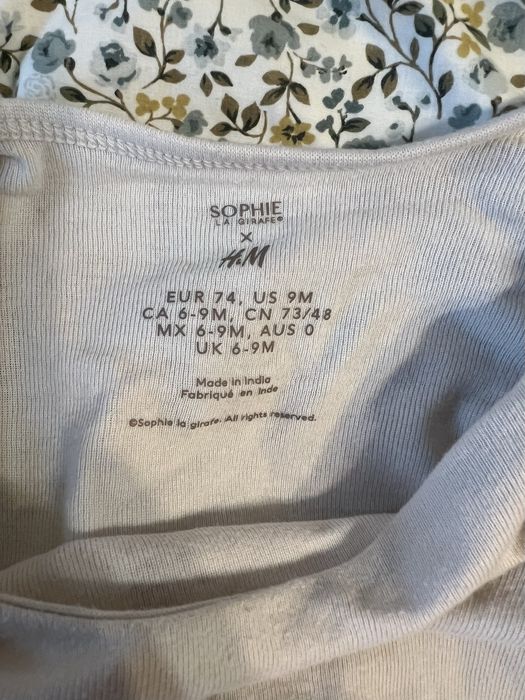 SOPHIE
LA GIRAFE®
X
H&M
EUR 74, US 9M
CA 6-9M, CN 73/48
MX 6-9M, AUS 0
UK 6-9M
Made in India
Fabriqué en Inde
©Sophie la girafe. All rights reserved.